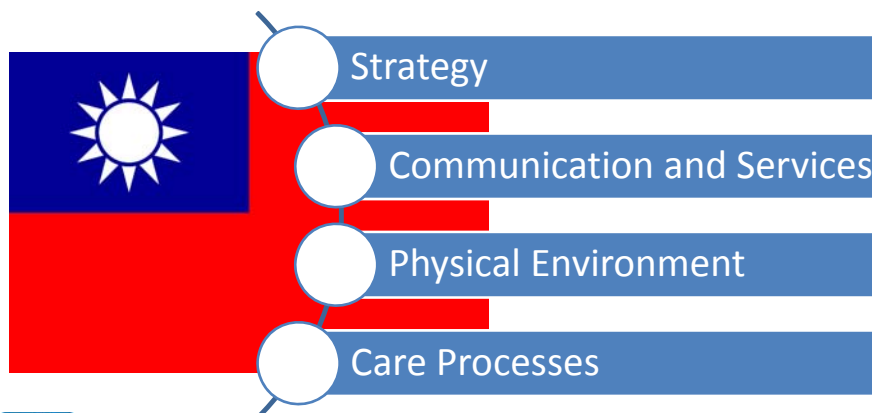 Strategy
Communication and Services
Physical Environment
Care Processes